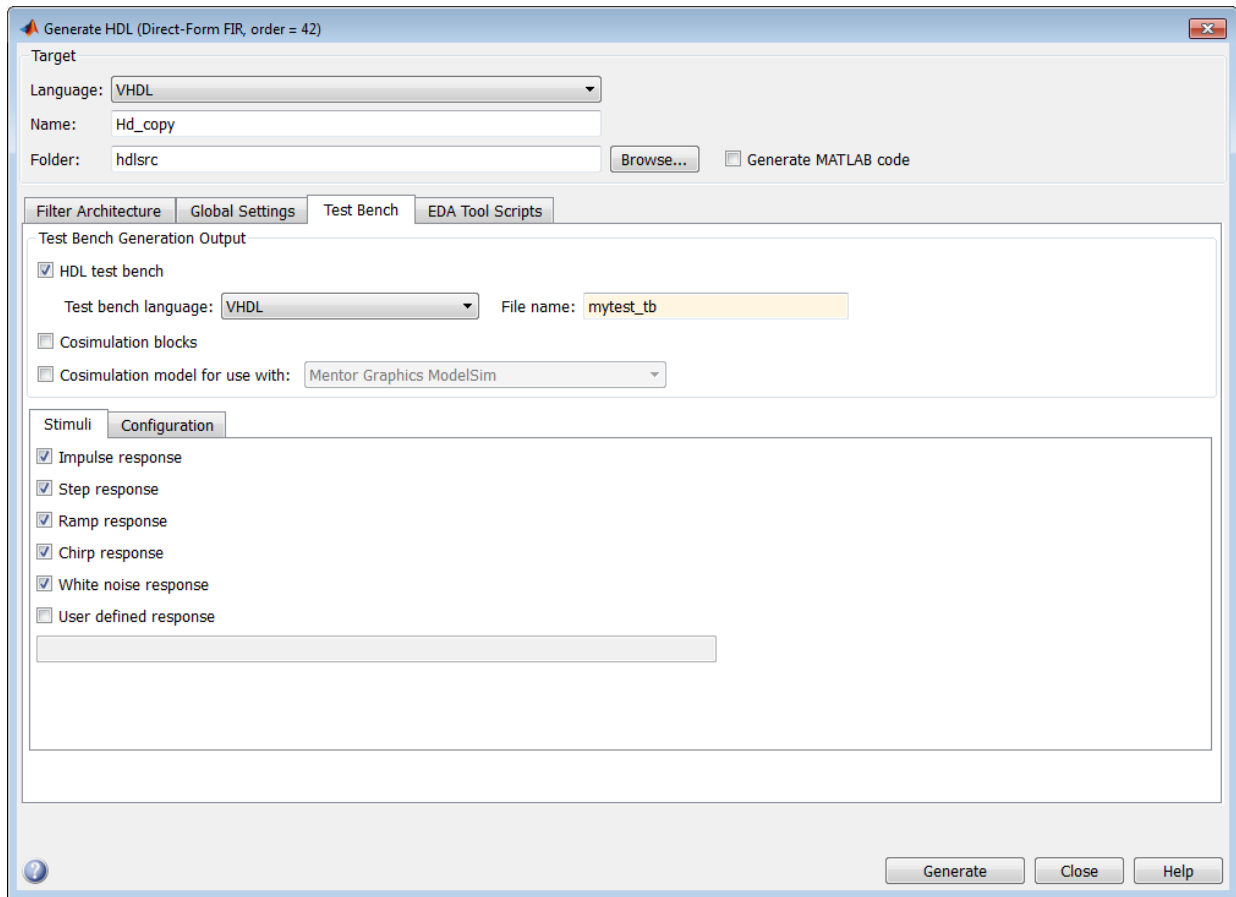 Generate HDL (Direct-Form FIR, order = 42)
Target
Language: VHDL
Name: Hd_copy
Folder: hdlsrc Browse... Generate MATLAB code
Filter Architecture Global Settings Test Bench EDA Tool Scripts
Test Bench Generation Output
HDL test bench
Test bench language: VHDL File name: mytest_tb
Cosimulation blocks
Cosimulation model for use with: Mentor Graphics ModelSim
Stimuli Configuration
Impulse response
Step response
Ramp response
Chirp response
White noise response
User defined response
? Generate Close Help